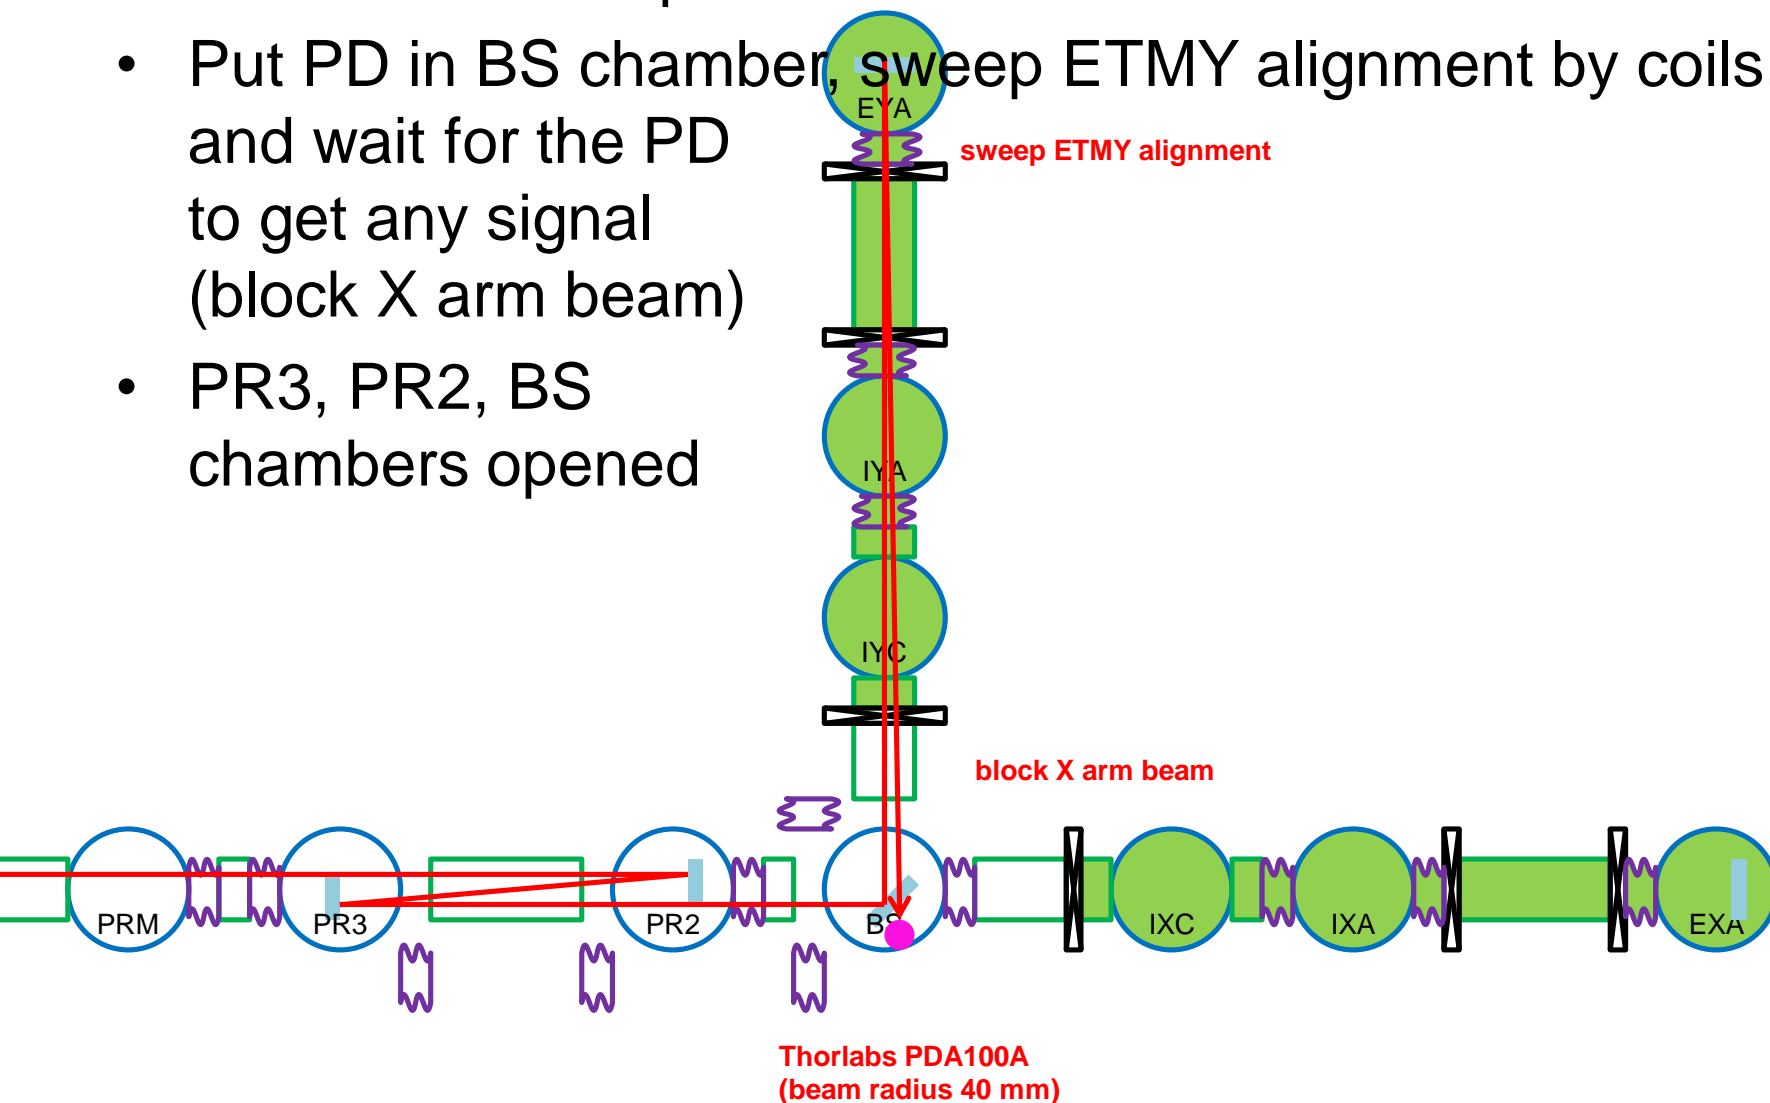 • Put PD in BS chamber, sweep ETMY alignment by coils
and wait for the PD
to get any signal
(block X arm beam)
• PR3, PR2, BS
chambers opened
EYA
sweep ETMY alignment
IYA
IYC
block X arm beam
PRM
PR3
PR2
BS
IXC
IXA
EXA
Thorlabs PDA100A
(beam radius 40 mm)